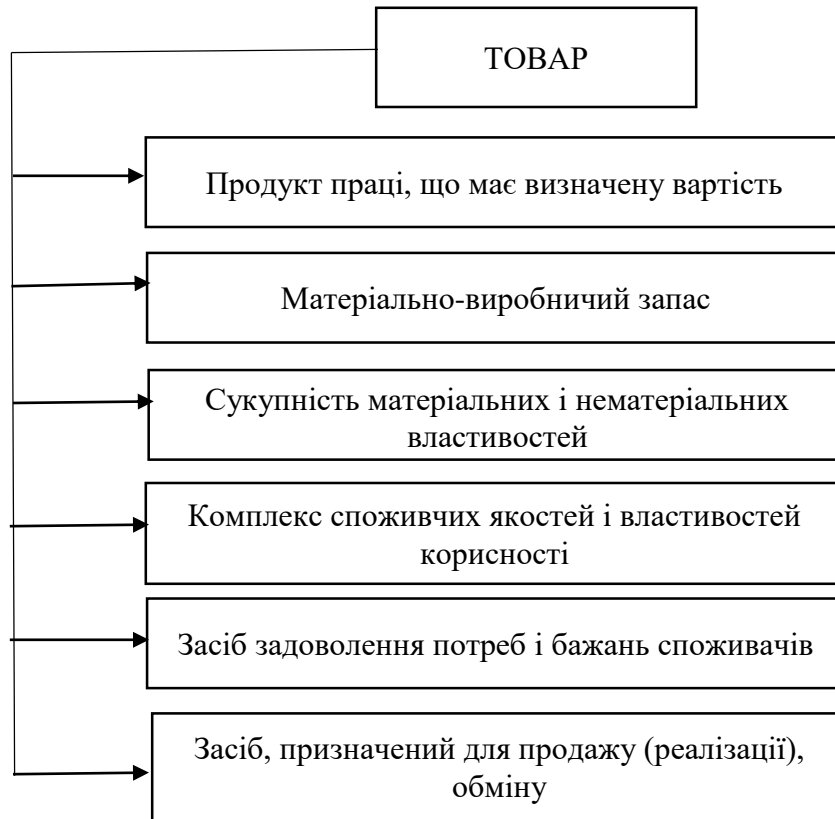 ТОВАР
Продукт праці, що має визначену вартість
Матеріально-виробничий запас
Сукупність матеріальних і нематеріальних
властивостей
Комплекс споживчих якостей і властивостей
корисності
Засіб задоволення потреб і бажань споживачів
Засіб, призначений для продажу (реалізації),
обміну